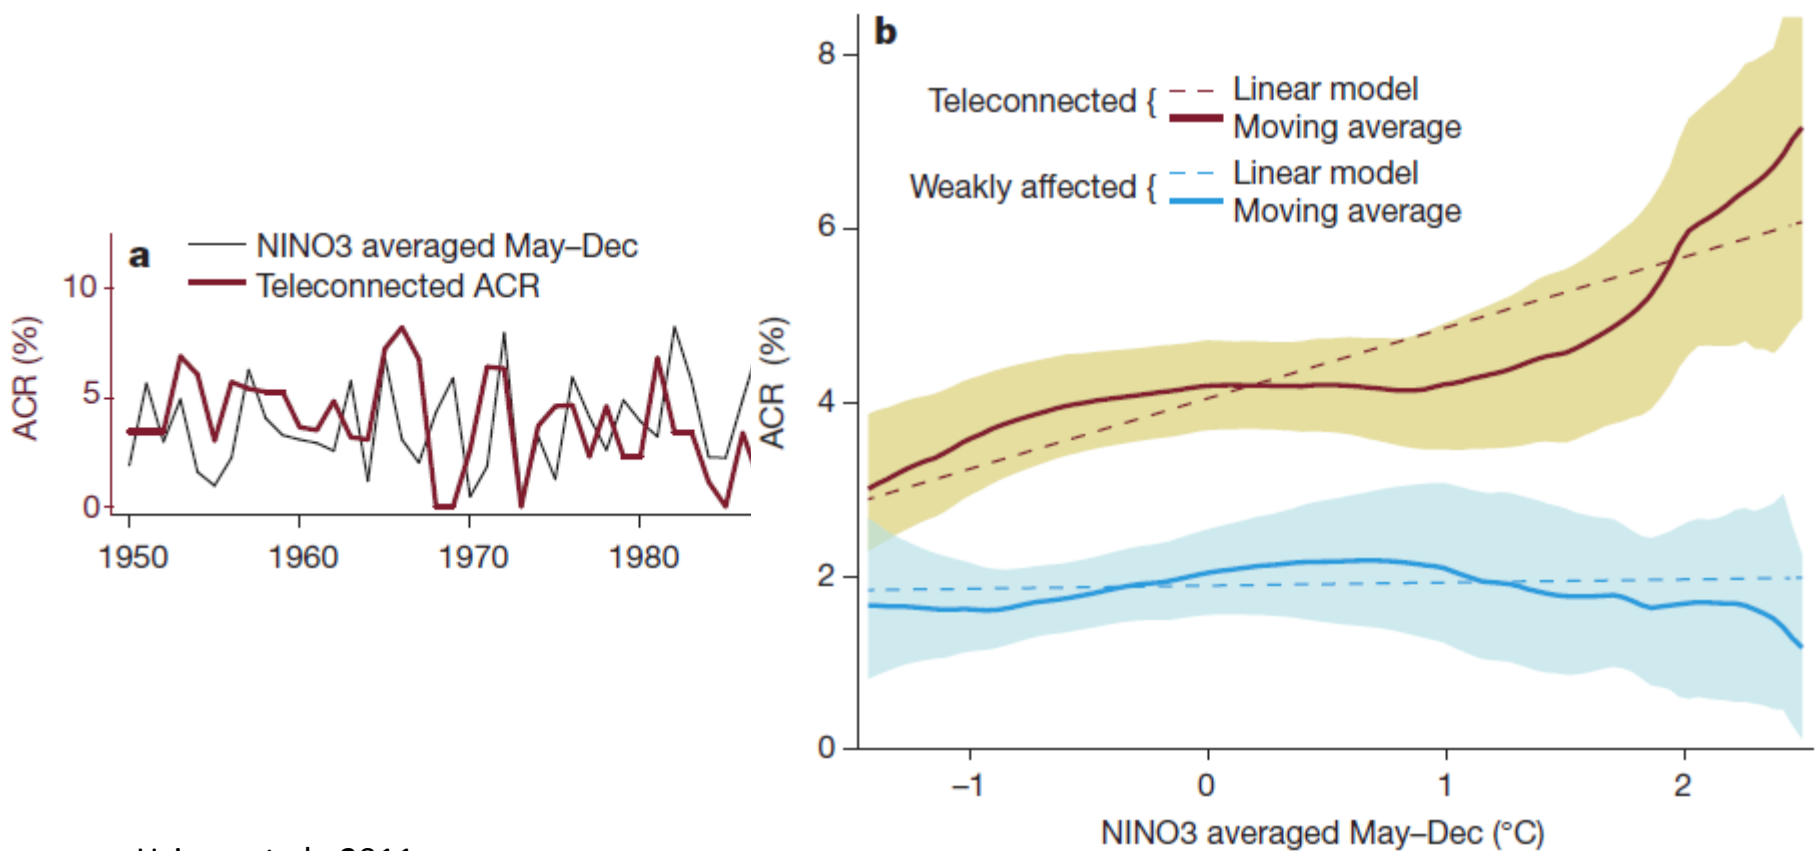 a
NINO3 averaged May–Dec
Teleconnected ACR
ACR (%)
10
5
0
1950 1960 1970 1980
b
Teleconnected {
Linear model
Moving average
Weakly affected {
Linear model
Moving average
ACR (%)
8
6
4
2
0
–1 0 1 2
NINO3 averaged May–Dec (°C)